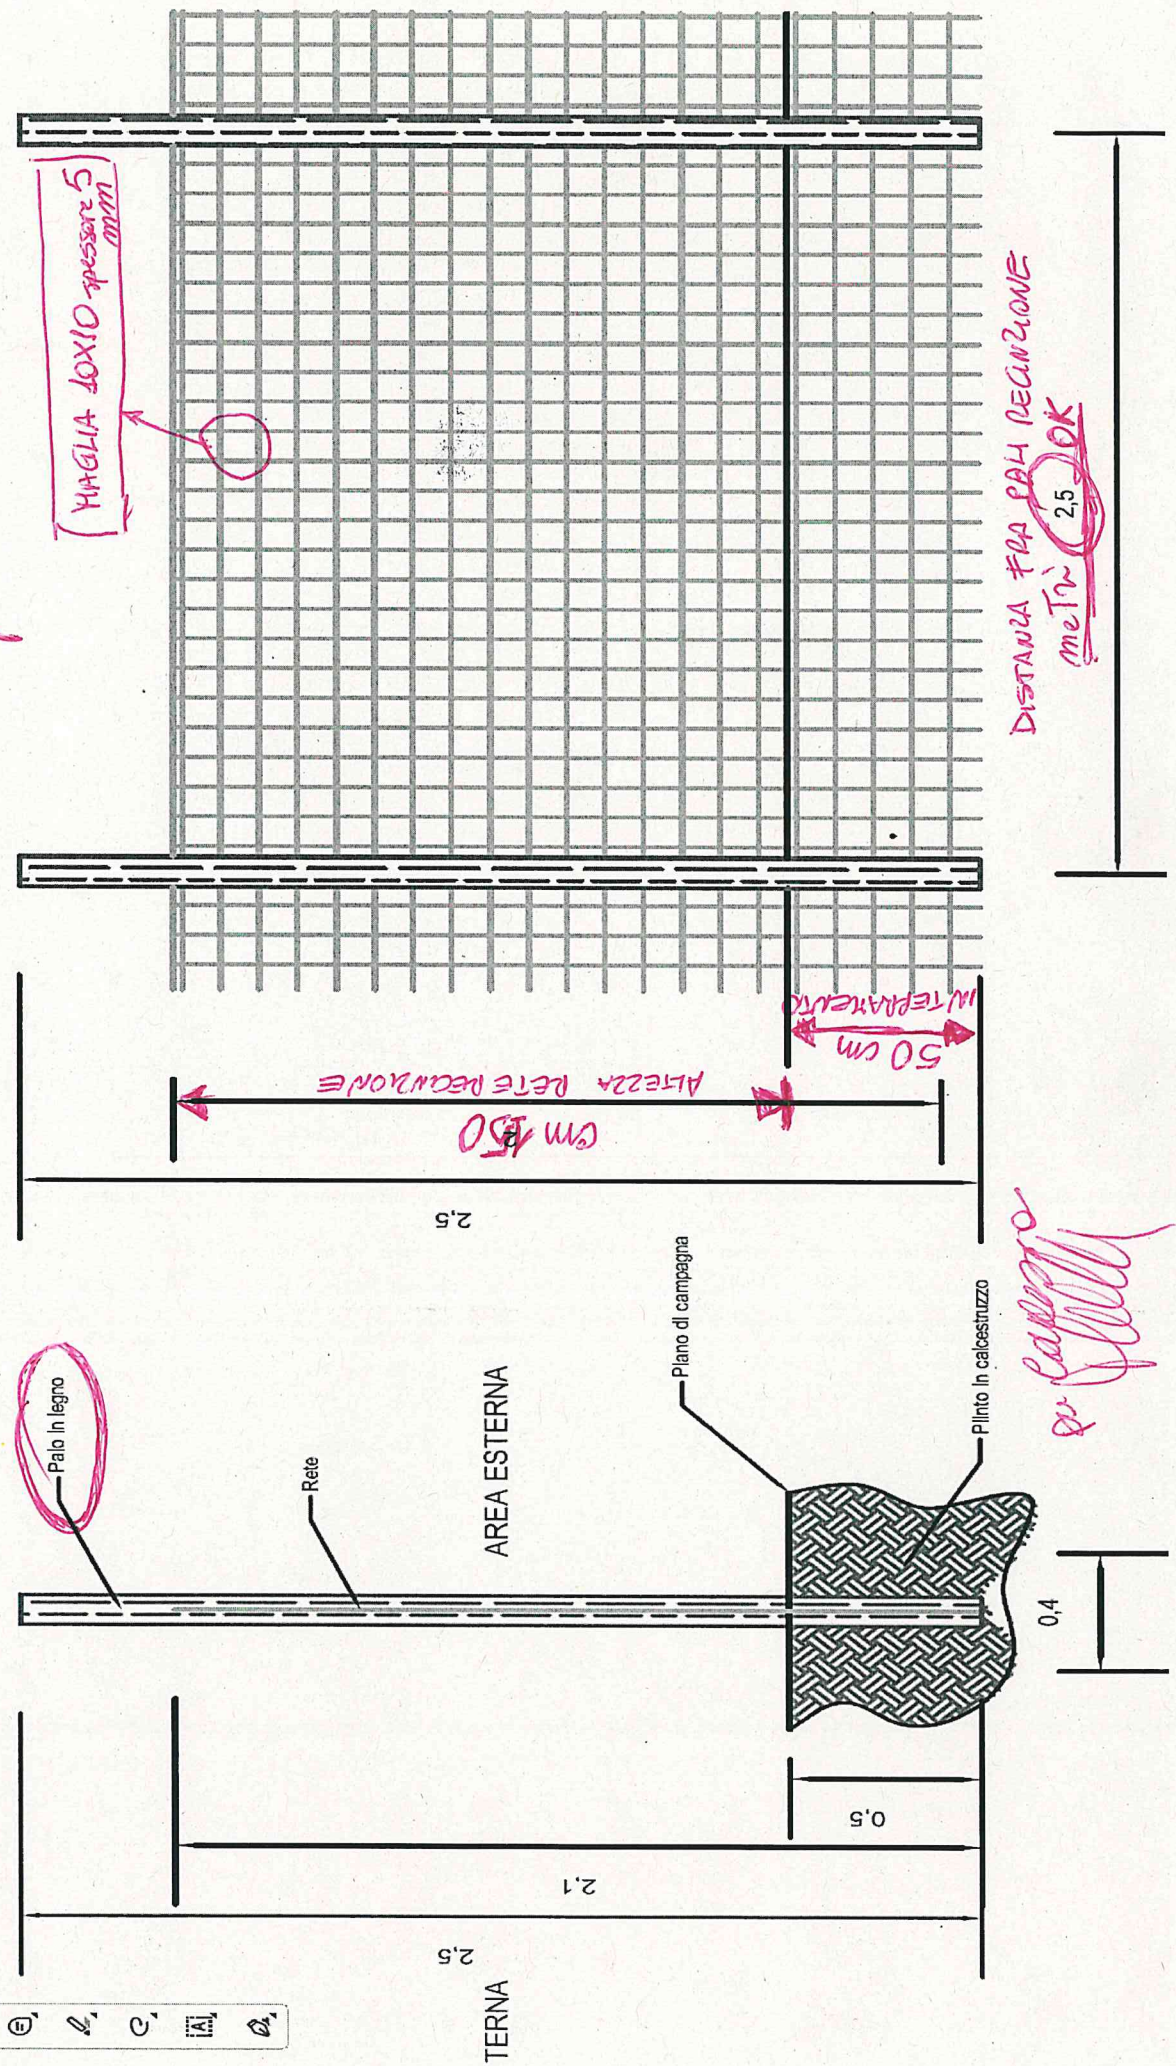 MAGLIA 10X10 spessore 5
mm
DISTANZA FRA PALI RECINZIONE
metri 2,5 OK
INTERRAMENTO
50 cm
ALTEZZA RETE RECINZIONE
cm 150
2,5
Palo in legno
Rete
AREA ESTERNA
Piano di campagna
Plinto in calcestruzzo
0,4
0,5
2,1
2,5
TERNA